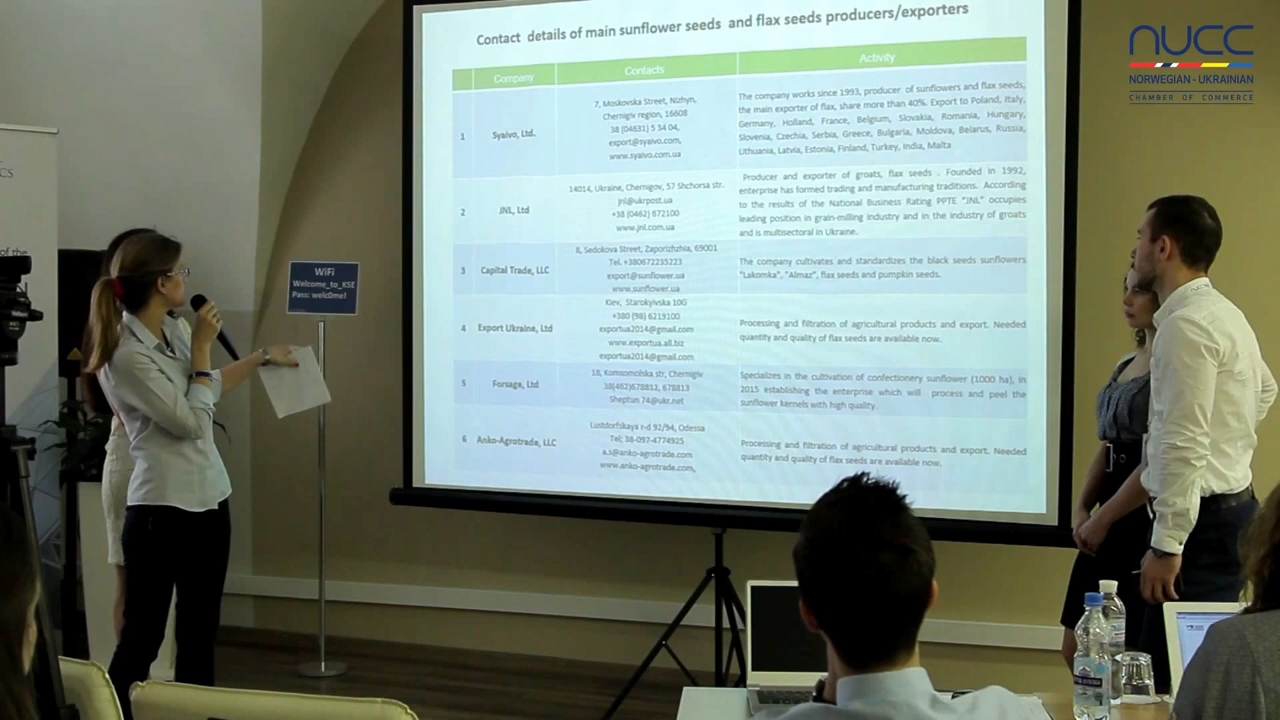 Contact details of main sunflower seeds and flax seeds producers/exporters
Company
Contacts
Activity
1
Syaivo, Ltd.
7, Moskovska Street, Nizhyn,
Chernigiv region, 16608
38 (04631) 5 34 04,
export@syaivo.com,
www.syaivo.com.ua
The company works since 1993, producer of sunflowers and flax seeds,
the main exporter of flax, share more than 40%. Export to Poland, Italy,
Germany, Holland, France, Belgium, Slovakia, Romania, Hungary,
Slovenia, Czechia, Serbia, Greece, Bulgaria, Moldova, Belarus, Russia,
Lithuania, Latvia, Estonia, Finland, Turkey, India, Malta
2
JNL, Ltd
14014, Ukraine, Chernigov, 57 Shchorsa str.
jnl@ukrpost.ua
+38 (0462) 672100
www.jnl.com.ua
Producer and exporter of groats, flax seeds . Founded in 1992,
enterprise has formed trading and manufacturing traditions. According
to the results of the National Business Rating PPTE "JNL" occupies
leading position in grain-milling industry and in the industry of groats
and is multisectoral in Ukraine.
3
Capital Trade, LLC
8, Sedokova Street, Zaporizhzhia, 69001
Tel. +380672235223
export@sunflower.ua
www.sunflower.ua
The company cultivates and standardizes the black seeds sunflowers
"Lakomka", "Almaz", flax seeds and pumpkin seeds.
4
Export Ukraine, Ltd
Kiev, Starokyivska 10G
+380 (98) 6219100
exportua2014@gmail.com
www.exportua.all.biz
exportua2014@gmail.com
Processing and filtration of agricultural products and export. Needed
quantity and quality of flax seeds are available now.
5
Forsage, Ltd
18, Komsomolska str, Chernigiv
38(462)678812, 678813
Sheptun 74@ukr.net
Specializes in the cultivation of confectionery sunflower (1000 ha), in
2015 establishing the enterprise which will process and peel the
sunflower kernels with high quality.
6
Anko-Agrotrade, LLC
Lustdorfskaya r-d 92/94, Odessa
Tel; 38-097-4774925
a.s@anko-agrotrade.com
www.anko-agrotrade.com,
Processing and filtration of agricultural products and export. Needed
quantity and quality of flax seeds are available now.
NUCC
NORWEGIAN - UKRAINIAN
CHAMBER OF COMMERCE
WiFi
Welcome_to_KSE
Pass: welc0me!
CS
of the